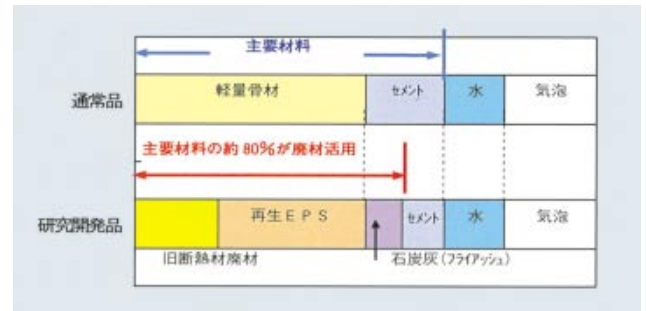 主要材料
通常品
軽量骨材
セメント
水
気泡
主要材料の約80%が廃材活用
研究開発品
再生EPS
セメント
水
気泡
旧断熱材廃材
石炭灰(フライアッシュ)